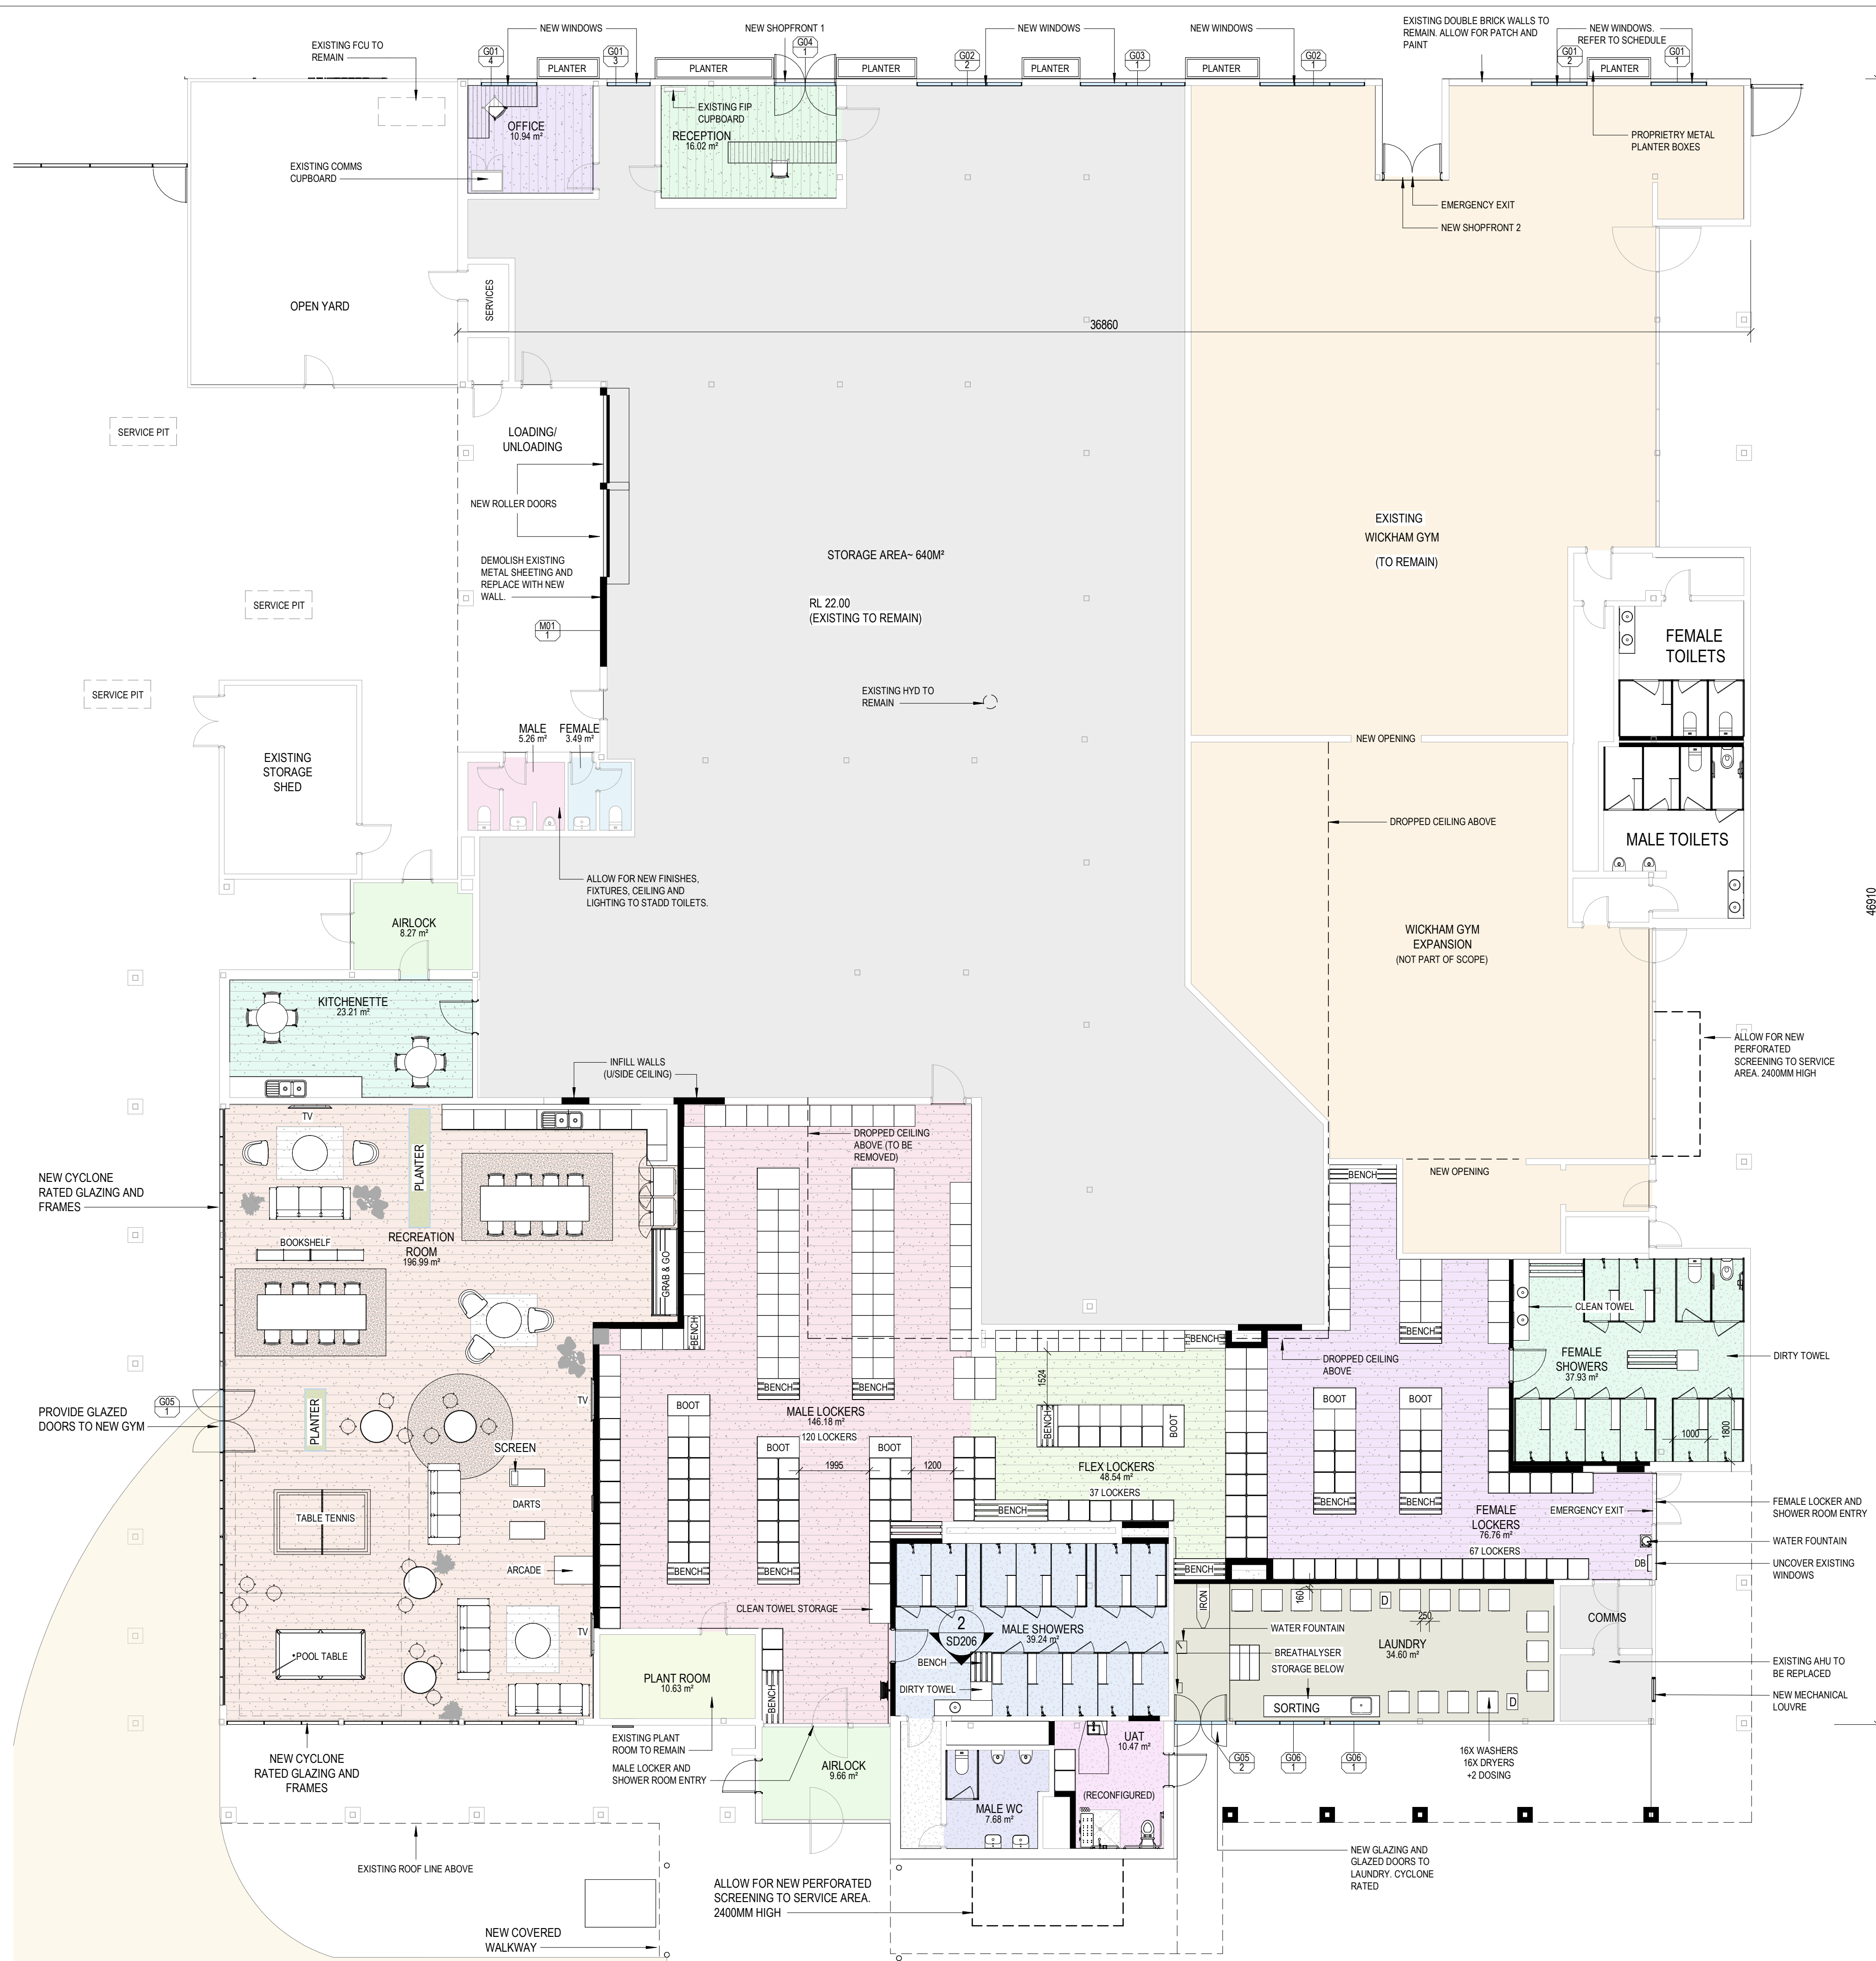 EXISTING FCU TO
REMAIN
NEW WINDOWS
G01
4
G01
3
NEW SHOPFRONT 1
G04
1
NEW WINDOWS
G02
2
G03
1
NEW WINDOWS
G02
1
EXISTING DOUBLE BRICK WALLS TO
REMAIN. ALLOW FOR PATCH AND
PAINT
NEW WINDOWS.
REFER TO SCHEDULE
G01
2
G01
1
PLANTER
PLANTER
PLANTER
PLANTER
PLANTER
PLANTER
OFFICE
10.94 m²
EXISTING FIP
CUPBOARD
RECEPTION
16.02 m²
EXISTING COMMS
CUPBOARD
PROPRIETRY METAL
PLANTER BOXES
EMERGENCY EXIT
NEW SHOPFRONT 2
OPEN YARD
SERVICES
36860
SERVICE PIT
LOADING/
UNLOADING
NEW ROLLER DOORS
DEMOLISH EXISTING
METAL SHEETING AND
REPLACE WITH NEW
WALL.
M01
1
STORAGE AREA~ 640M²
RL 22.00
(EXISTING TO REMAIN)
EXISTING
WICKHAM GYM
(TO REMAIN)
SERVICE PIT
SERVICE PIT
FEMALE
TOILETS
EXISTING HYD TO
REMAIN
MALE
5.26 m²
FEMALE
3.49 m²
NEW OPENING
EXISTING
STORAGE
SHED
DROPPED CEILING ABOVE
MALE TOILETS
ALLOW FOR NEW FINISHES,
FIXTURES, CEILING AND
LIGHTING TO STADD TOILETS.
46910
AIRLOCK
8.27 m²
WICKHAM GYM
EXPANSION
(NOT PART OF SCOPE)
KITCHENETTE
23.21 m²
ALLOW FOR NEW
PERFORATED
SCREENING TO SERVICE
AREA. 2400MM HIGH
INFILL WALLS
(U/SIDE CEILING)
TV
PLANTER
DROPPED CEILING
ABOVE (TO BE
REMOVED)
NEW CYCLONE
RATED GLAZING AND
FRAMES
BENCH
NEW OPENING
RECREATION
ROOM
196.99 m²
BOOKSHELF
GRAB & GO
BENCH
BENCH
BENCH
CLEAN TOWEL
DROPPED CEILING
ABOVE
FEMALE
SHOWERS
37.93 m²
DIRTY TOWEL
1524
BENCH
BENCH
G05
1
PROVIDE GLAZED
DOORS TO NEW GYM
PLANTER
TV
BOOT
MALE LOCKERS
146.18 m²
120 LOCKERS
BENCH
BOOT
BOOT
BOOT
1000
1800
SCREEN
BOOT
BOOT
1995
1200
FLEX LOCKERS
48.54 m²
37 LOCKERS
DARTS
TABLE TENNIS
BENCH
BENCH
BENCH
FEMALE
LOCKERS
76.76 m²
67 LOCKERS
EMERGENCY EXIT
FEMALE LOCKER AND
SHOWER ROOM ENTRY
WATER FOUNTAIN
DB
UNCOVER EXISTING
WINDOWS
ARCADE
BENCH
BENCH
BENCH
CLEAN TOWEL STORAGE
IRON
160
D
250
COMMS
2
SD206
MALE SHOWERS
39.24 m²
WATER FOUNTAIN
BREATHALYSER
STORAGE BELOW
LAUNDRY
34.60 m²
TV
POOL TABLE
PLANT ROOM
10.63 m²
BENCH
BENCH
DIRTY TOWEL
SORTING
D
EXISTING AHU TO
BE REPLACED
NEW MECHANICAL
LOUVRE
NEW CYCLONE
RATED GLAZING AND
FRAMES
EXISTING PLANT
ROOM TO REMAIN
MALE LOCKER AND
SHOWER ROOM ENTRY
AIRLOCK
9.66 m²
UAT
10.47 m²
(RECONFIGURED)
MALE WC
7.68 m²
G05
2
G06
1
G06
1
16X WASHERS
16X DRYERS
+2 DOSING
EXISTING ROOF LINE ABOVE
NEW GLAZING AND
GLAZED DOORS TO
LAUNDRY. CYCLONE
RATED
ALLOW FOR NEW PERFORATED
SCREENING TO SERVICE AREA.
2400MM HIGH
NEW COVERED
WALKWAY